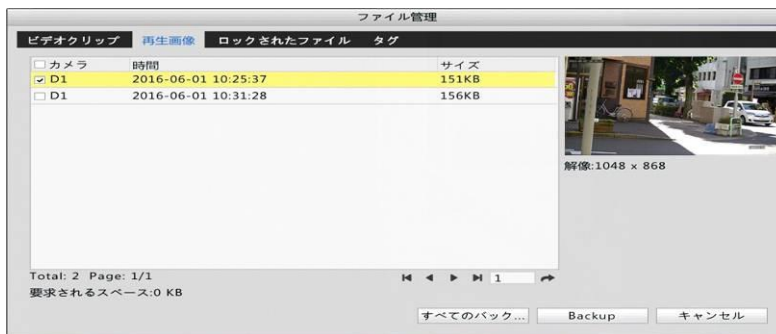 ファイル管理
ビデオクリップ 再生画像 ロックされたファイル タグ
カメラ 時間 サイズ
D1 2016-06-01 10:25:37 151KB
D1 2016-06-01 10:31:28 156KB
解像:1048 x 868
Total: 2 Page: 1/1
1
要求されるスペース:0 KB
すべてのバック... Backup キャンセル